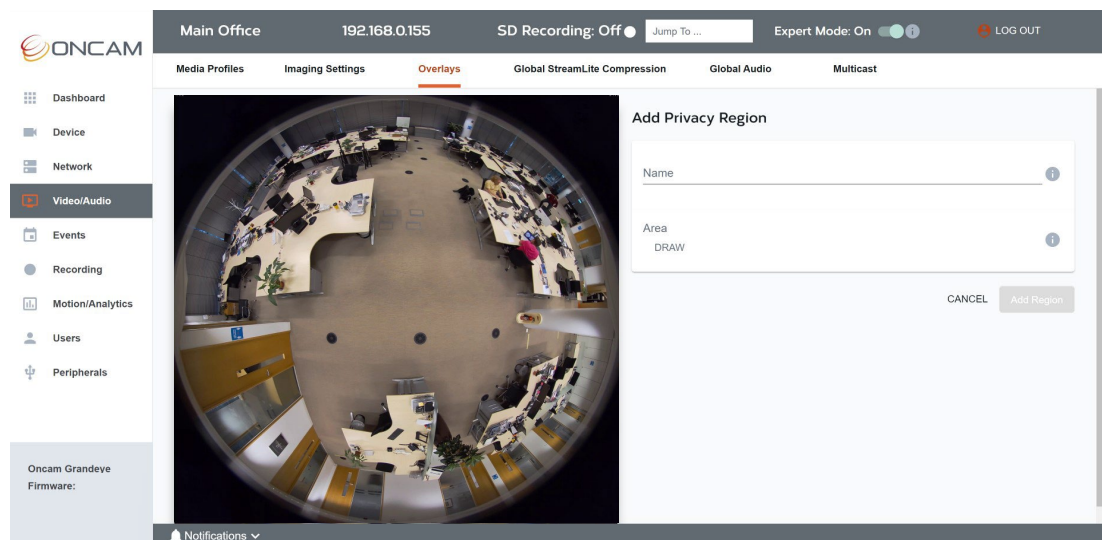 ONCAM
Main Office 192.168.0.155 SD Recording: Off Jump To ... Expert Mode: On LOG OUT
Media Profiles Imaging Settings Overlays Global StreamLite Compression Global Audio Multicast
Dashboard
Device
Network
Video/Audio
Events
Recording
Motion/Analytics
Users
Peripherals
Oncam Grandeye
Firmware:
Add Privacy Region
Name
Area
DRAW
CANCEL Add Region
Notifications